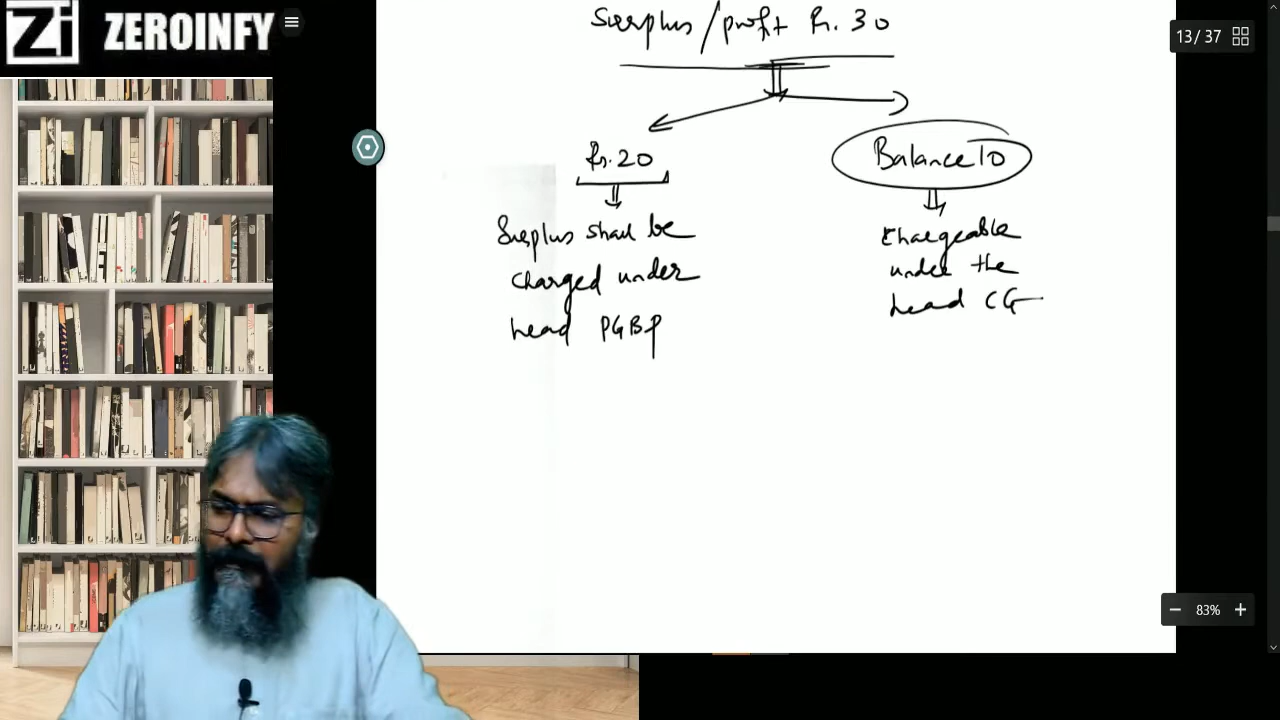 Zi ZEROINFY
13 / 37
Surplus/profit Rs. 30
Rs. 20
Balance 10
Surplus shall be
charged under
head PGBP
Chargeable
under the
head CG
83%